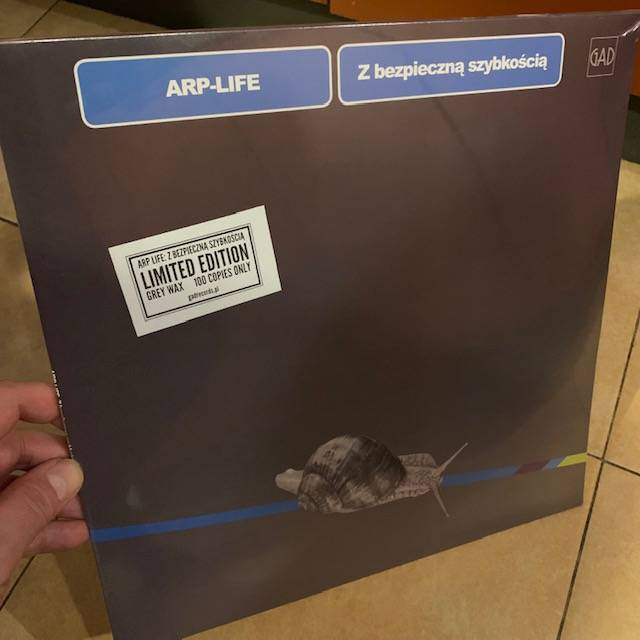 ARP-LIFE
Z bezpieczną szybkością
GAD
ARP LIFE: Z BEZPIECZNĄ SZYBKOŚCIĄ
LIMITED EDITION
GREY WAX 100 COPIES ONLY
gadrecords.pl